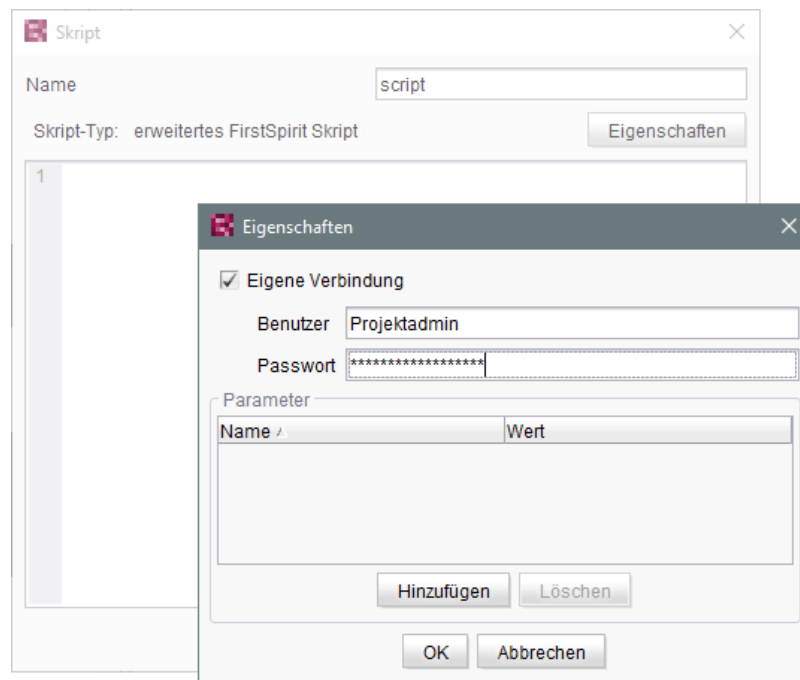 Skript
Name script
Skript-Typ: erweitertes FirstSpirit Skript Eigenschaften
1
Eigenschaften
Eigene Verbindung
Benutzer Projektadmin
Passwort ******************
Parameter
Name Wert
Hinzufügen Löschen
OK Abbrechen